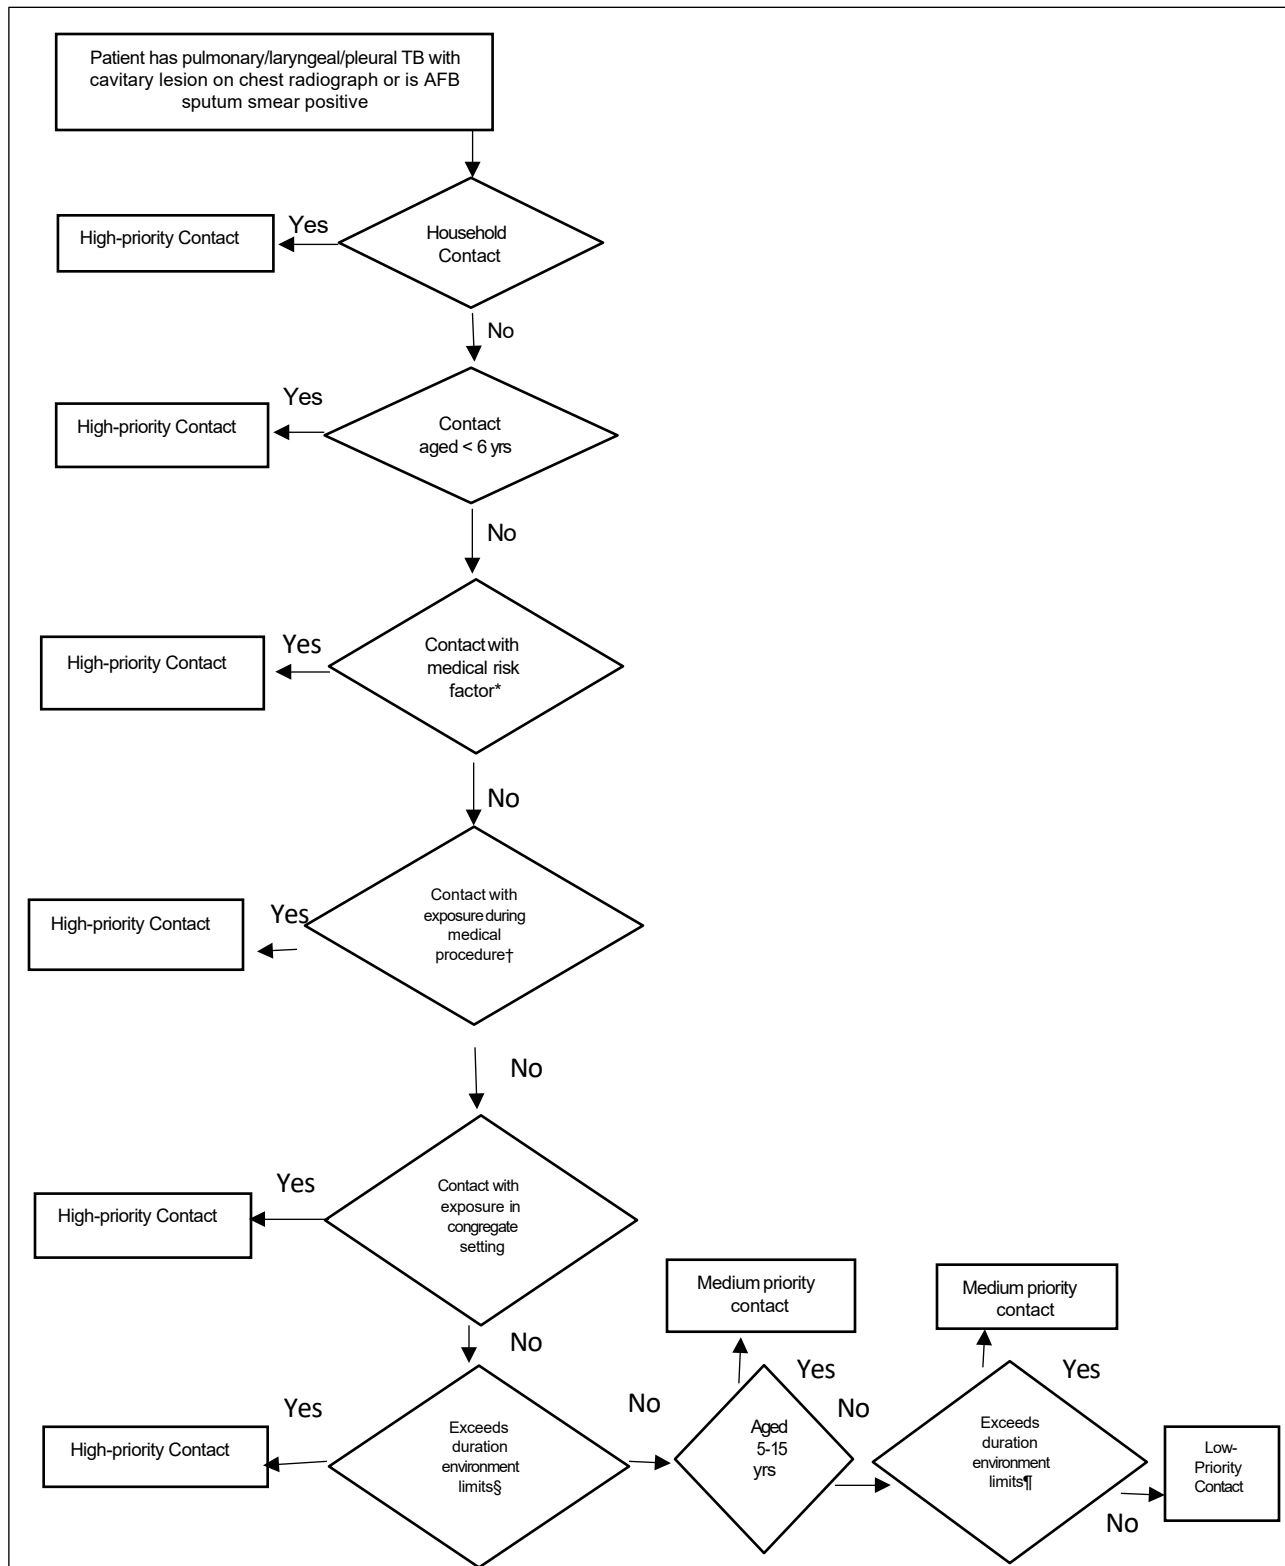 Patient has pulmonary/laryngeal/pleural TB with
cavitary lesion on chest radiograph or is AFB
sputum smear positive
High-priority Contact
Yes
Household
Contact
No
High-priority Contact
Yes
Contact
aged < 6 yrs
No
High-priority Contact
Yes
Contact with
medical risk
factor*
No
High-priority Contact
Yes
Contact with
exposure during
medical
procedure†
No
High-priority Contact
Yes
Contact with
exposure in
congregate
setting
No
High-priority Contact
Yes
Exceeds
duration
environment
limits§
No
Medium priority
contact
Yes
Aged
5-15
yrs
No
Medium priority
contact
Yes
Exceeds
duration
environment
limits¶
No
Low-
Priority
Contact